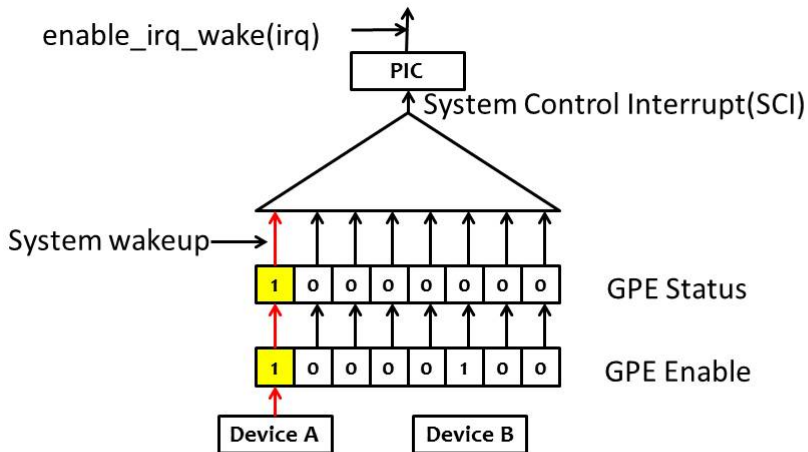 enable_irq_wake(irq)
PIC
System Control Interrupt(SCI)
System wakeup
1 0 0 0 0 0 0 0
GPE Status
1 0 0 0 0 1 0 0
GPE Enable
Device A
Device B